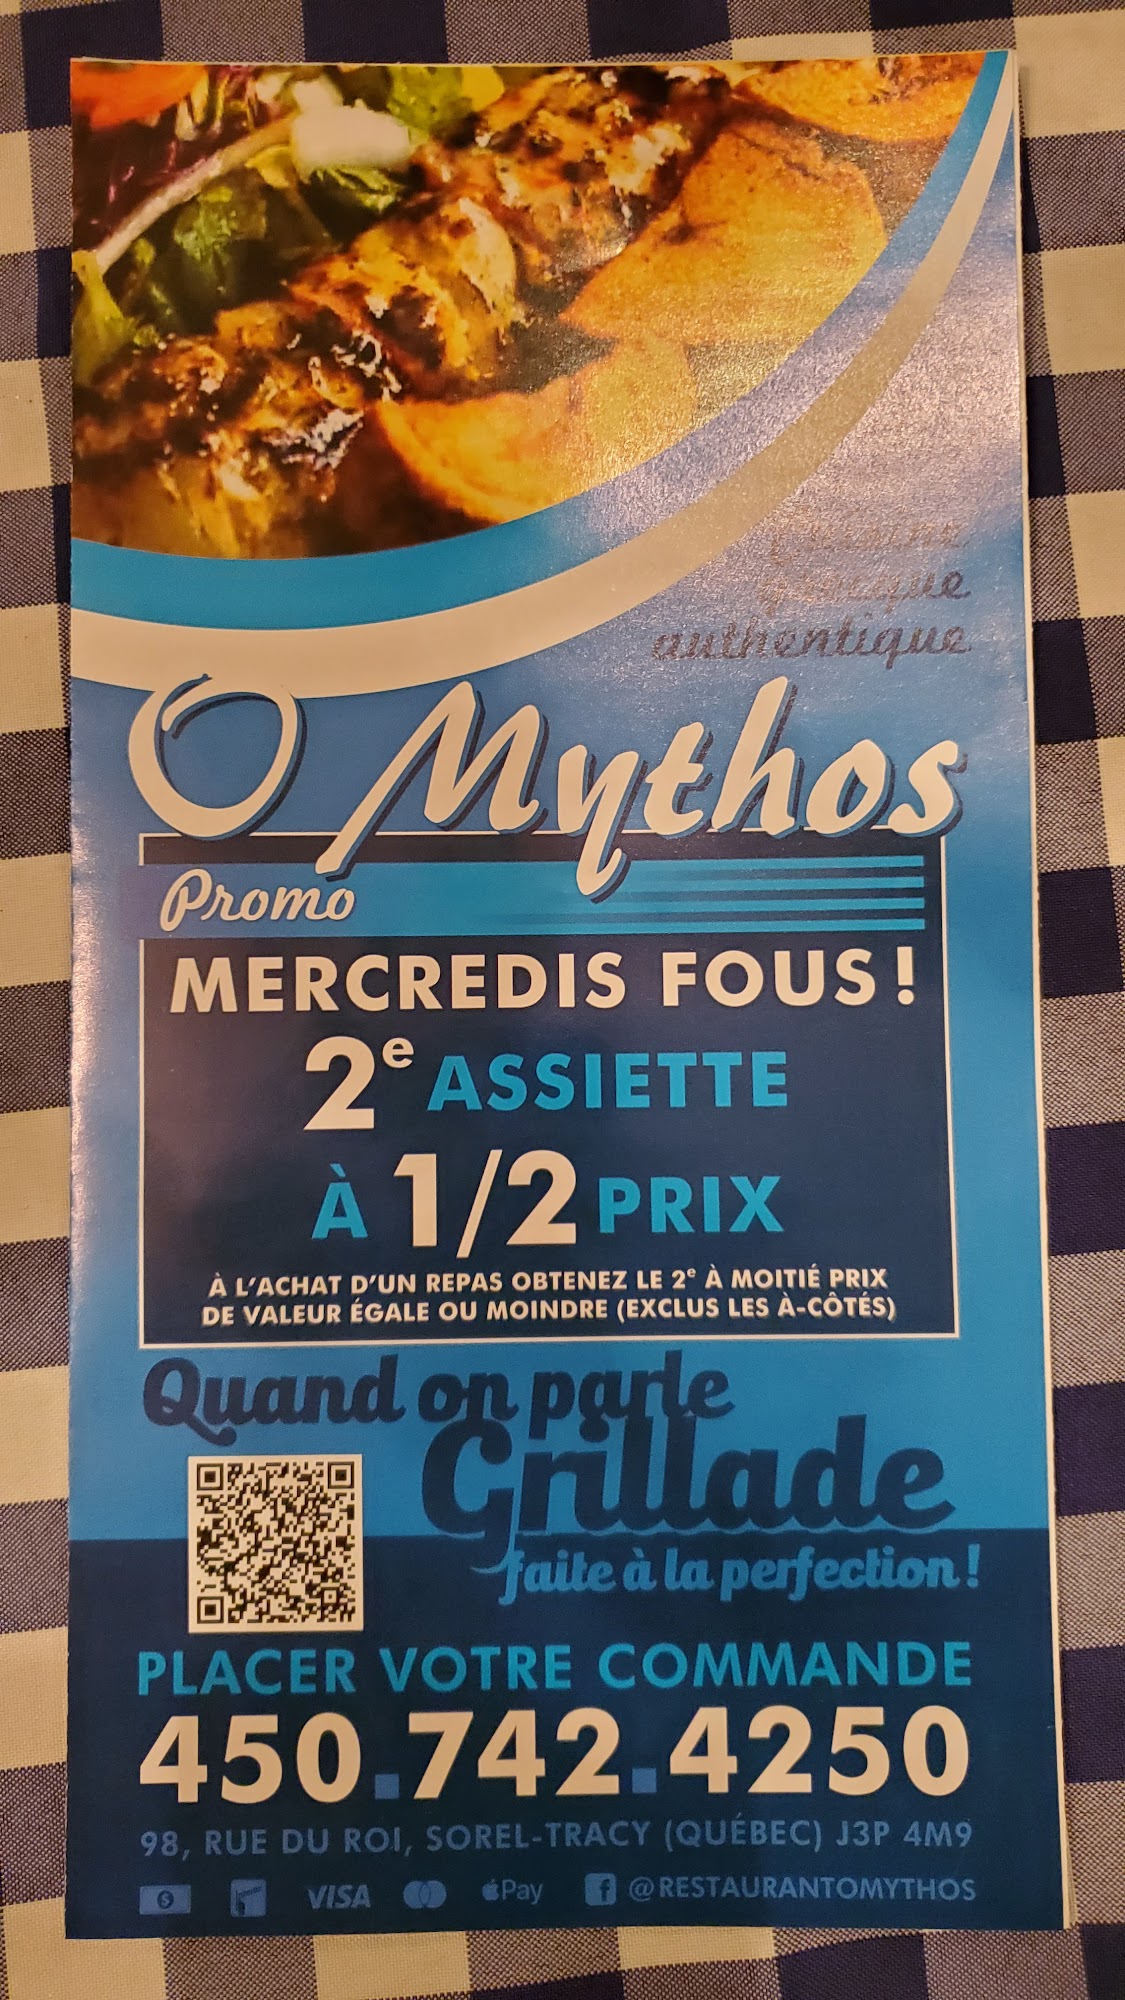 Cuisine
grecque
authentique
O Mythos
Promo
MERCREDIS FOUS !
2e ASSIETTE
À 1/2 PRIX
À L'ACHAT D'UN REPAS OBTENEZ LE 2e À MOITIÉ PRIX
DE VALEUR ÉGALE OU MOINDRE (EXCLUS LES À-CÔTÉS)
Quand on parle
Grillade
faite à la perfection !
PLACER VOTRE COMMANDE
450.742.4250
98, RUE DU ROI, SOREL-TRACY (QUÉBEC) J3P 4M9
VISA Pay @RESTAURANTOMYTHOS